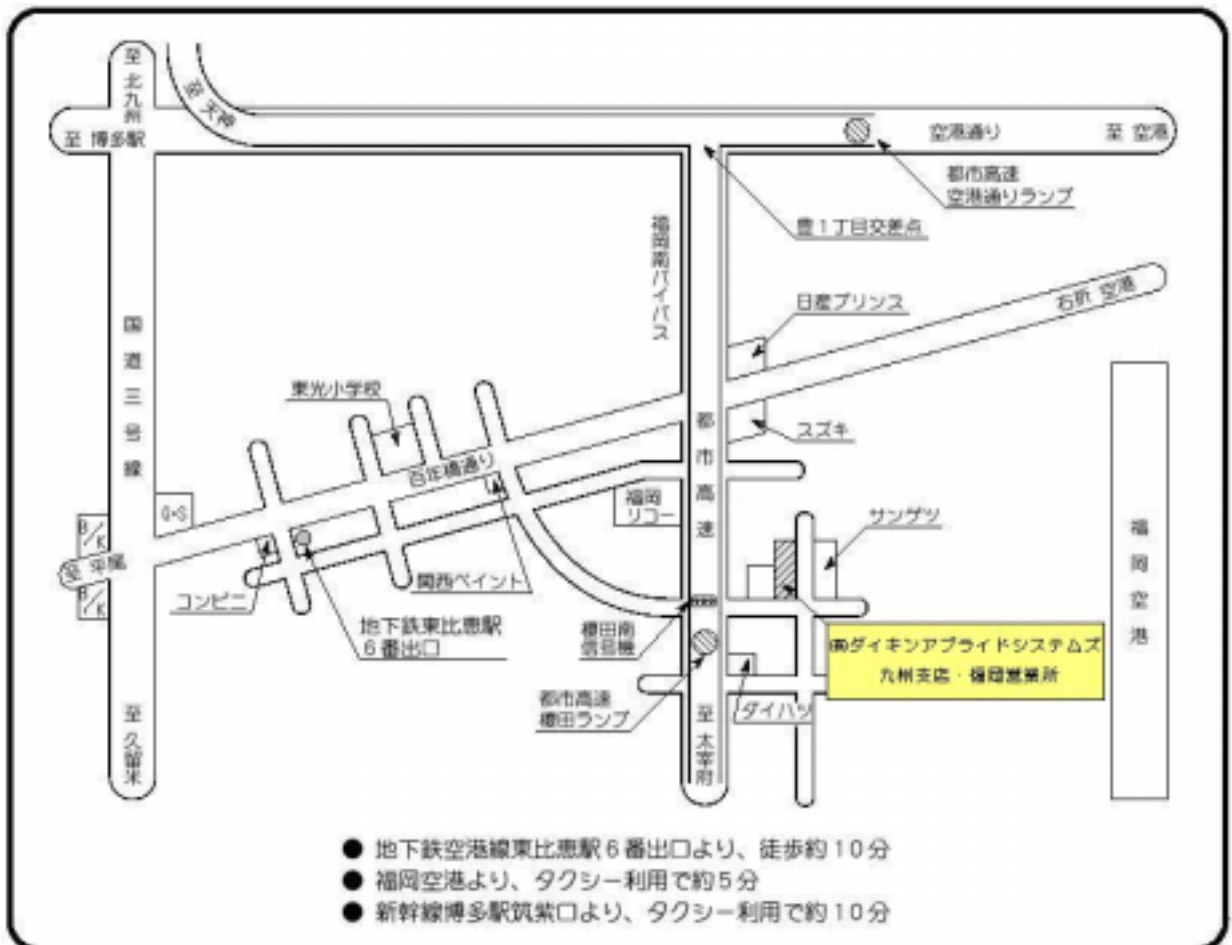 至 北九州
至 天神
至 博多駅
空港通り
至 空港
都市高速
空港通りランプ
豊1丁目交差点
福岡南バイパス
日産プリンス
右折 空港
国道三号線
東光小学校
都市高速
スズキ
百年橋通り
G・S
福岡
リコー
サンゲツ
B/K
至 平尾
B/K
コンビニ
関西ペイント
地下鉄東比恵駅
6番出口
榎田南
信号機
福岡空港
㈱ダイキンアプライドシステムズ
九州支店・福岡営業所
都市高速
榎田ランプ
ダイハツ
至 久留米
至 太宰府
● 地下鉄空港線東比恵駅6番出口より、徒歩約10分
● 福岡空港より、タクシー利用で約5分
● 新幹線博多駅筑紫口より、タクシー利用で約10分